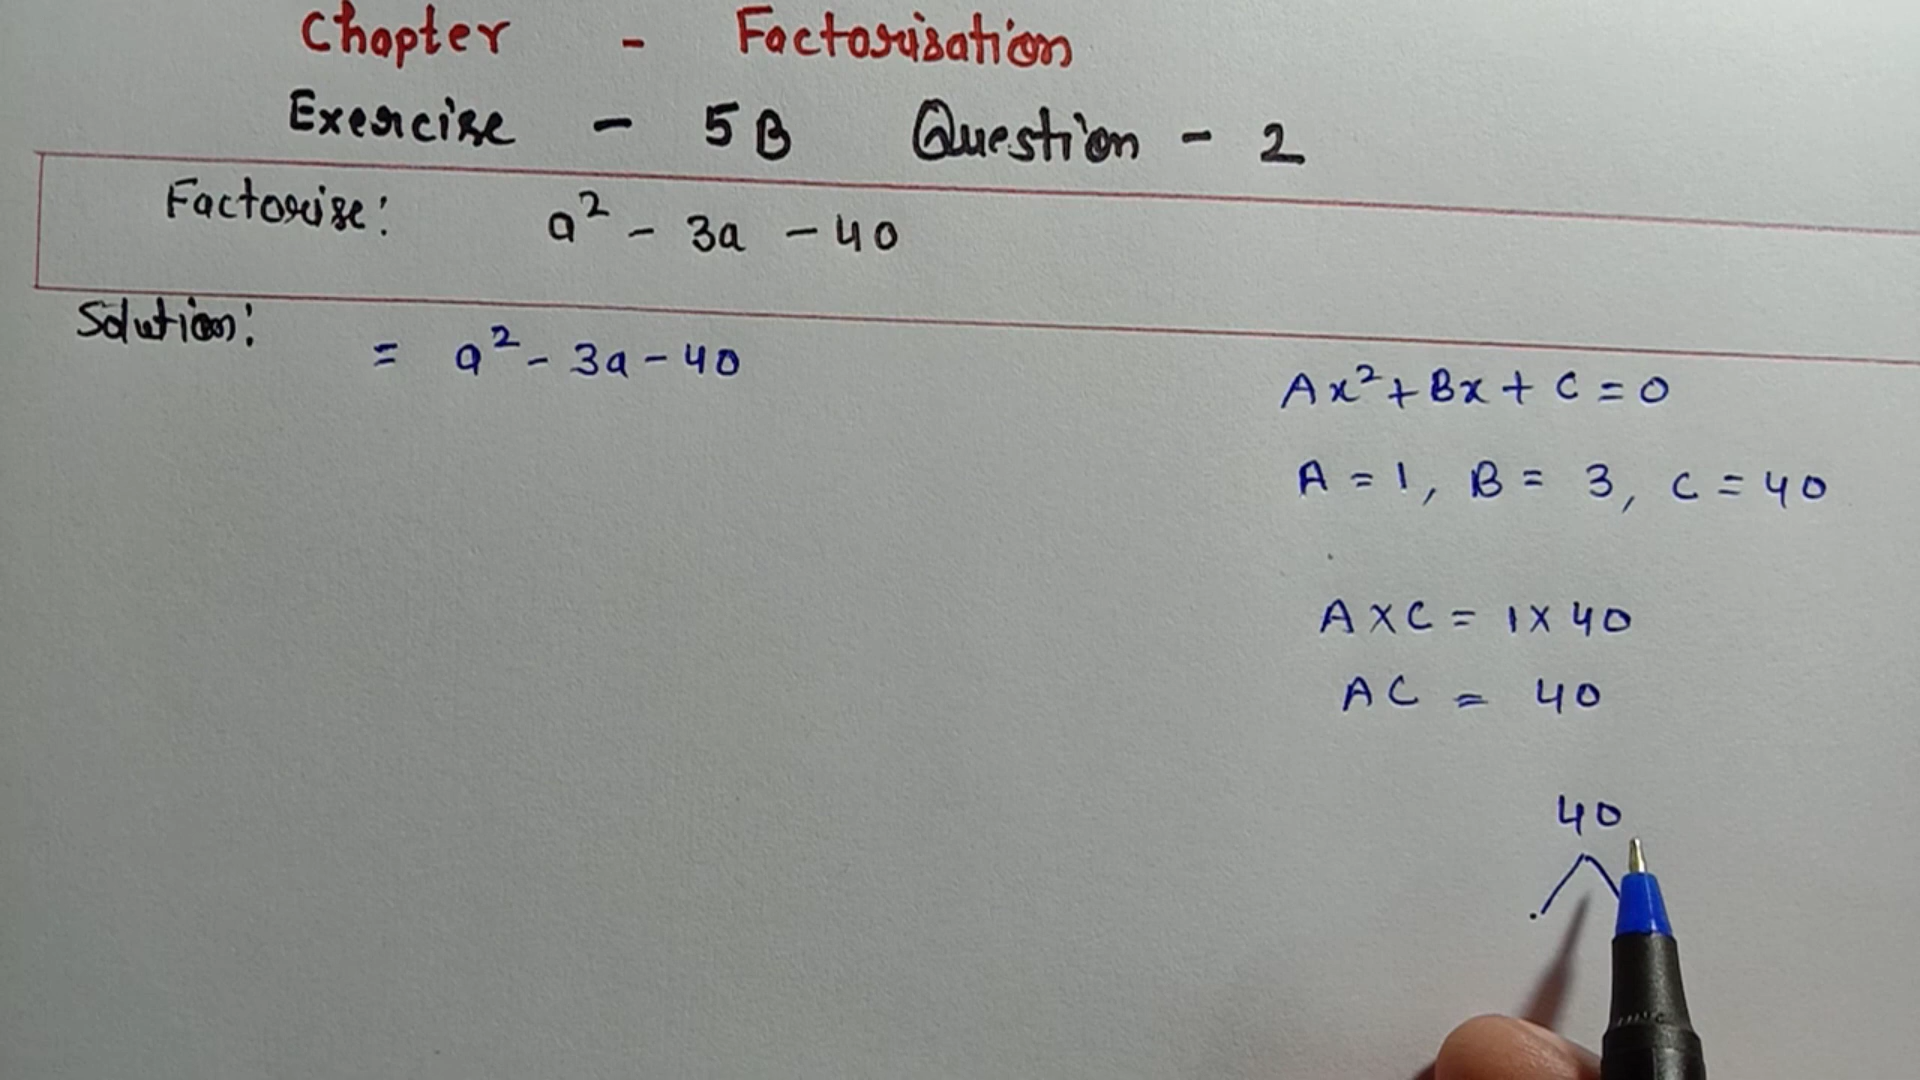 Chapter - Factorisation
Exercise - 5B Question - 2
Factorise: a² - 3a - 40
Solution:
= a² - 3a - 40
Ax² + Bx + C = 0
A = 1, B = 3, C = 40
A × C = 1 × 40
AC = 40
40